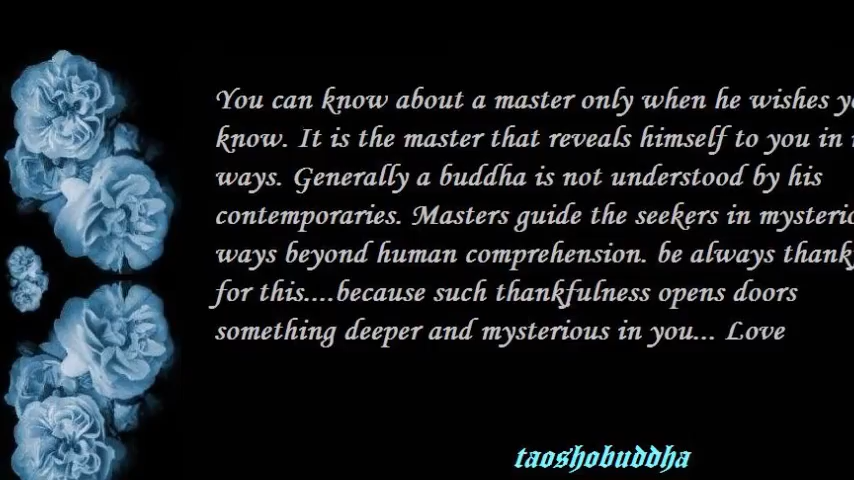 You can know about a master only when he wishes
know. It is the master that reveals himself to you in
ways. Generally a buddha is not understood by his
contemporaries. Masters guide the seekers in
ways beyond human comprehension. be always
for this....because such thankfulness opens doors
something deeper and mysterious in you... Love
taoshobuddha